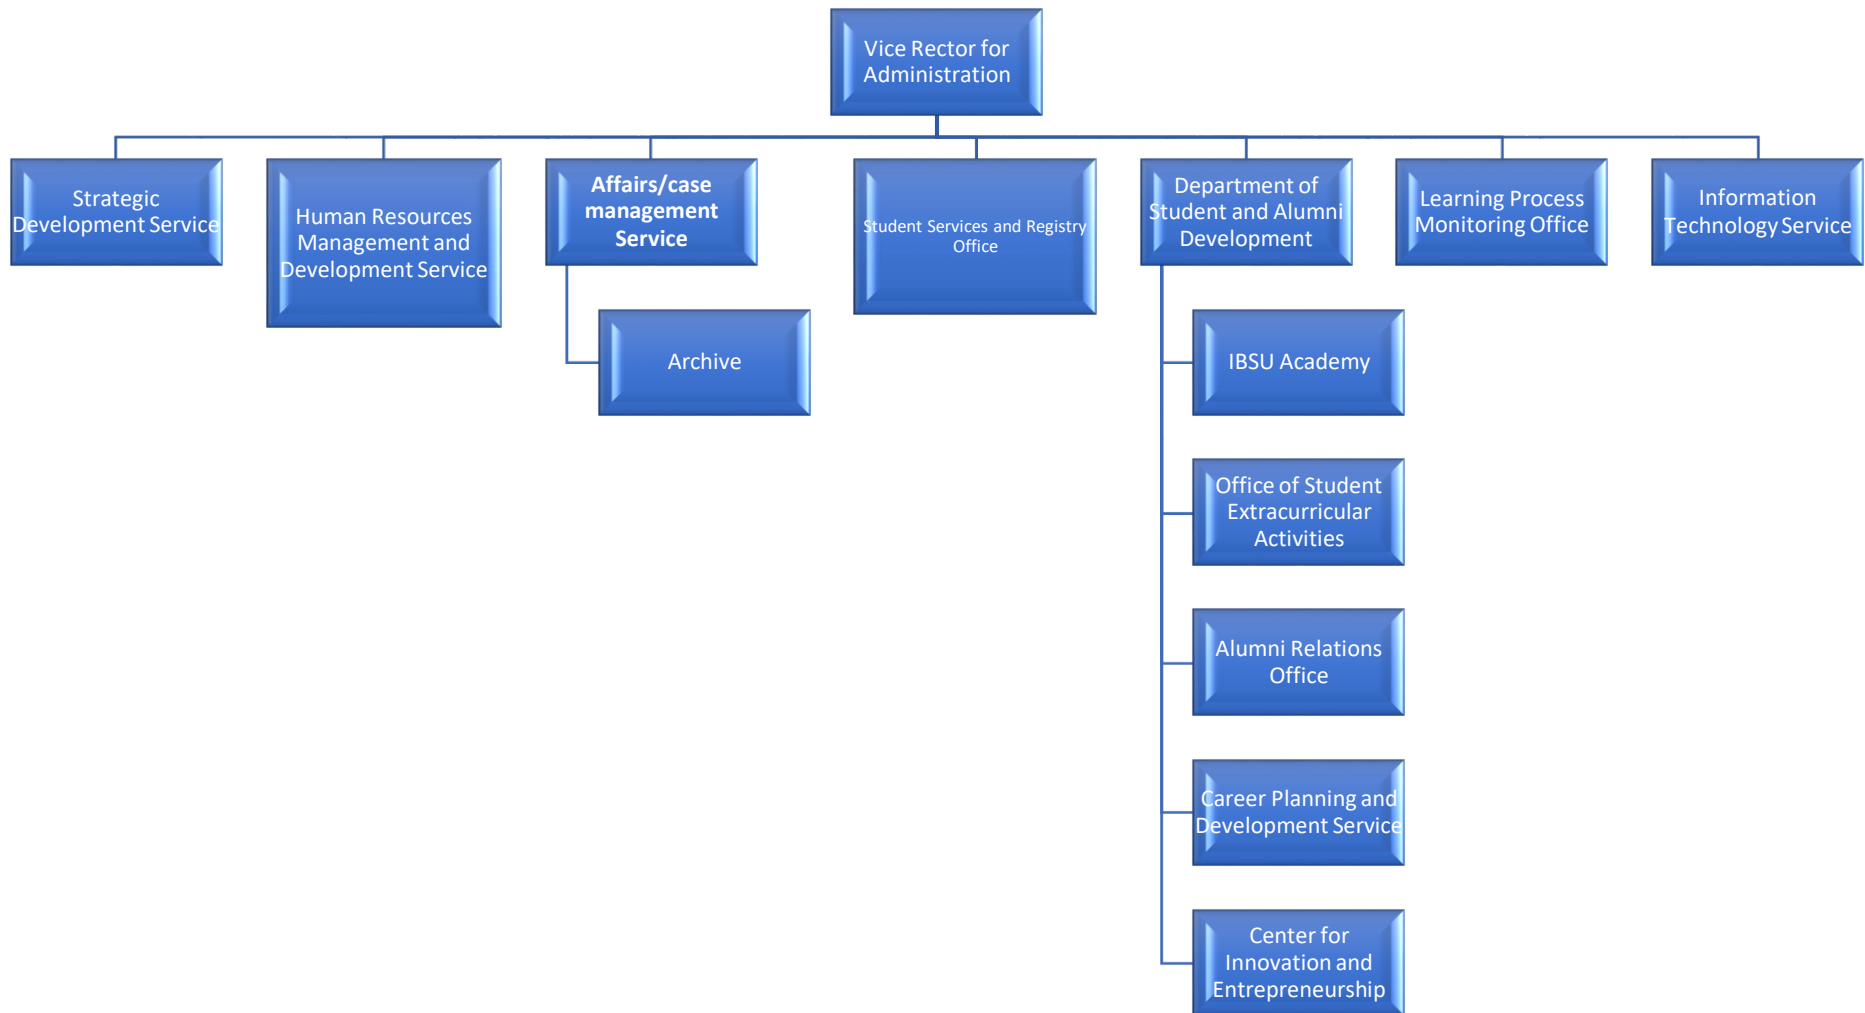 Vice Rector for
Administration
Strategic
Development Service
Human Resources
Management and
Development Service
Affairs/case
management
Service
Student Services and Registry
Office
Department of
Student and Alumni
Development
Learning Process
Monitoring Office
Information
Technology Service
Archive
IBSU Academy
Office of Student
Extracurricular
Activities
Alumni Relations
Office
Career Planning and
Development Service
Center for
Innovation and
Entrepreneurship